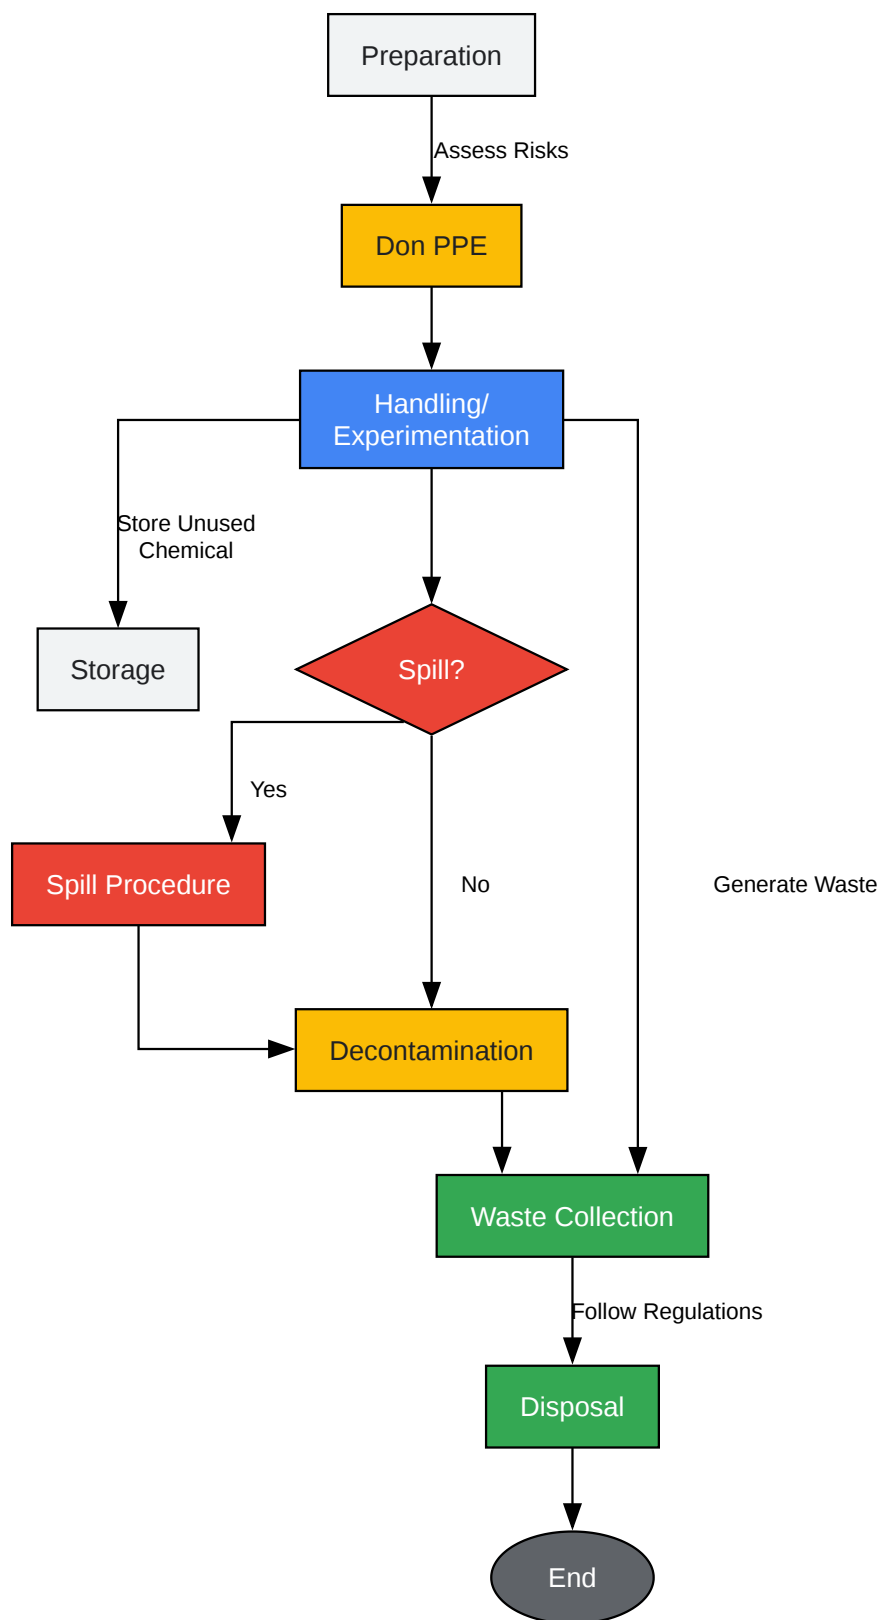 Preparation
Assess Risks
Don PPE
Handling/
Experimentation
Store Unused
Chemical
Storage
Spill?
Yes
Spill Procedure
No
Generate Waste
Decontamination
Waste Collection
Follow Regulations
Disposal
End